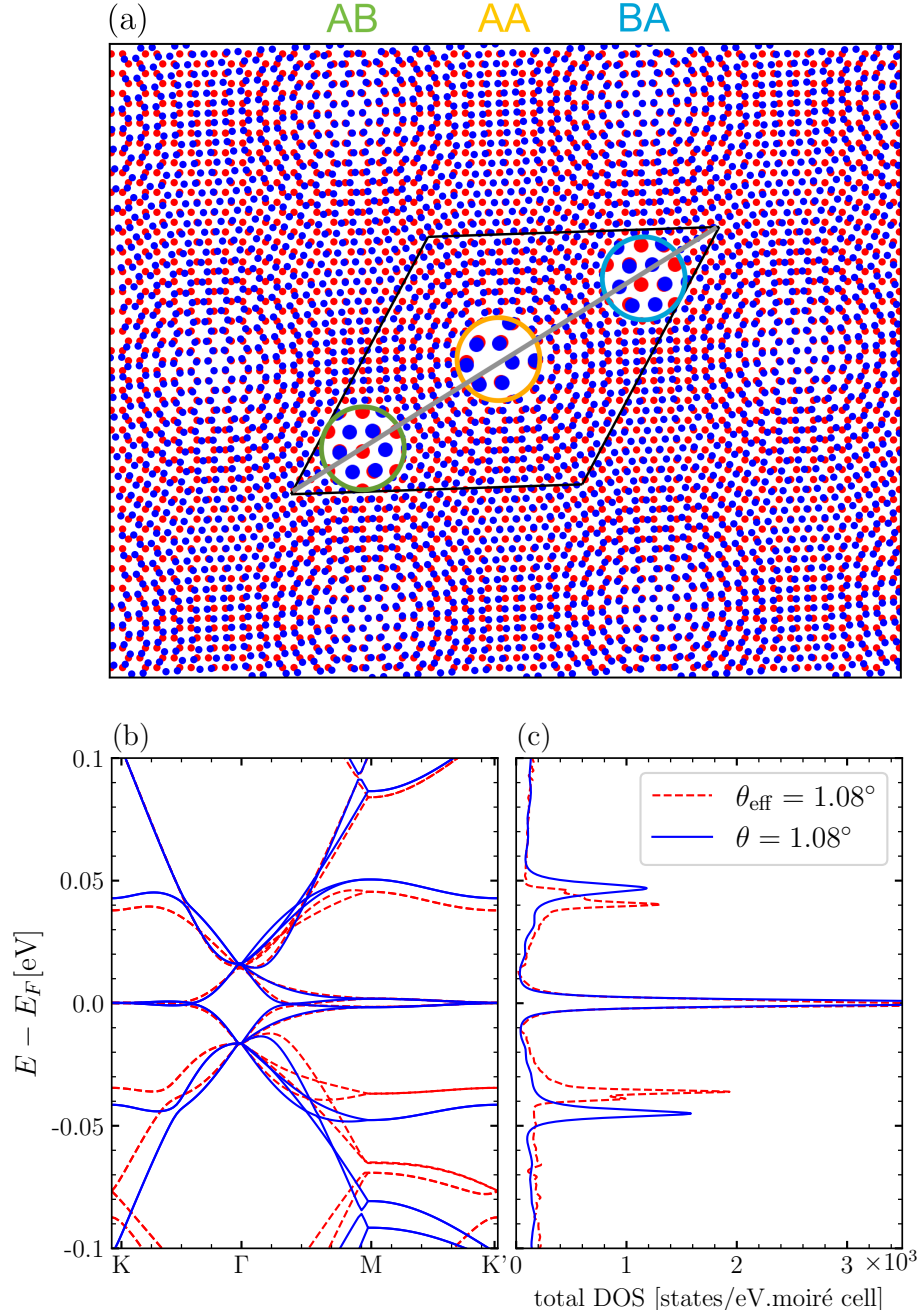 (a) AB AA BA
(b) (c)
0.1
0.05
0.0
-0.05
-0.1
E − E_F[eV]
K Γ M K'
θ_eff = 1.08°
θ = 1.08°
0 1 2 3 ×10³
total DOS [states/eV.moiré cell]